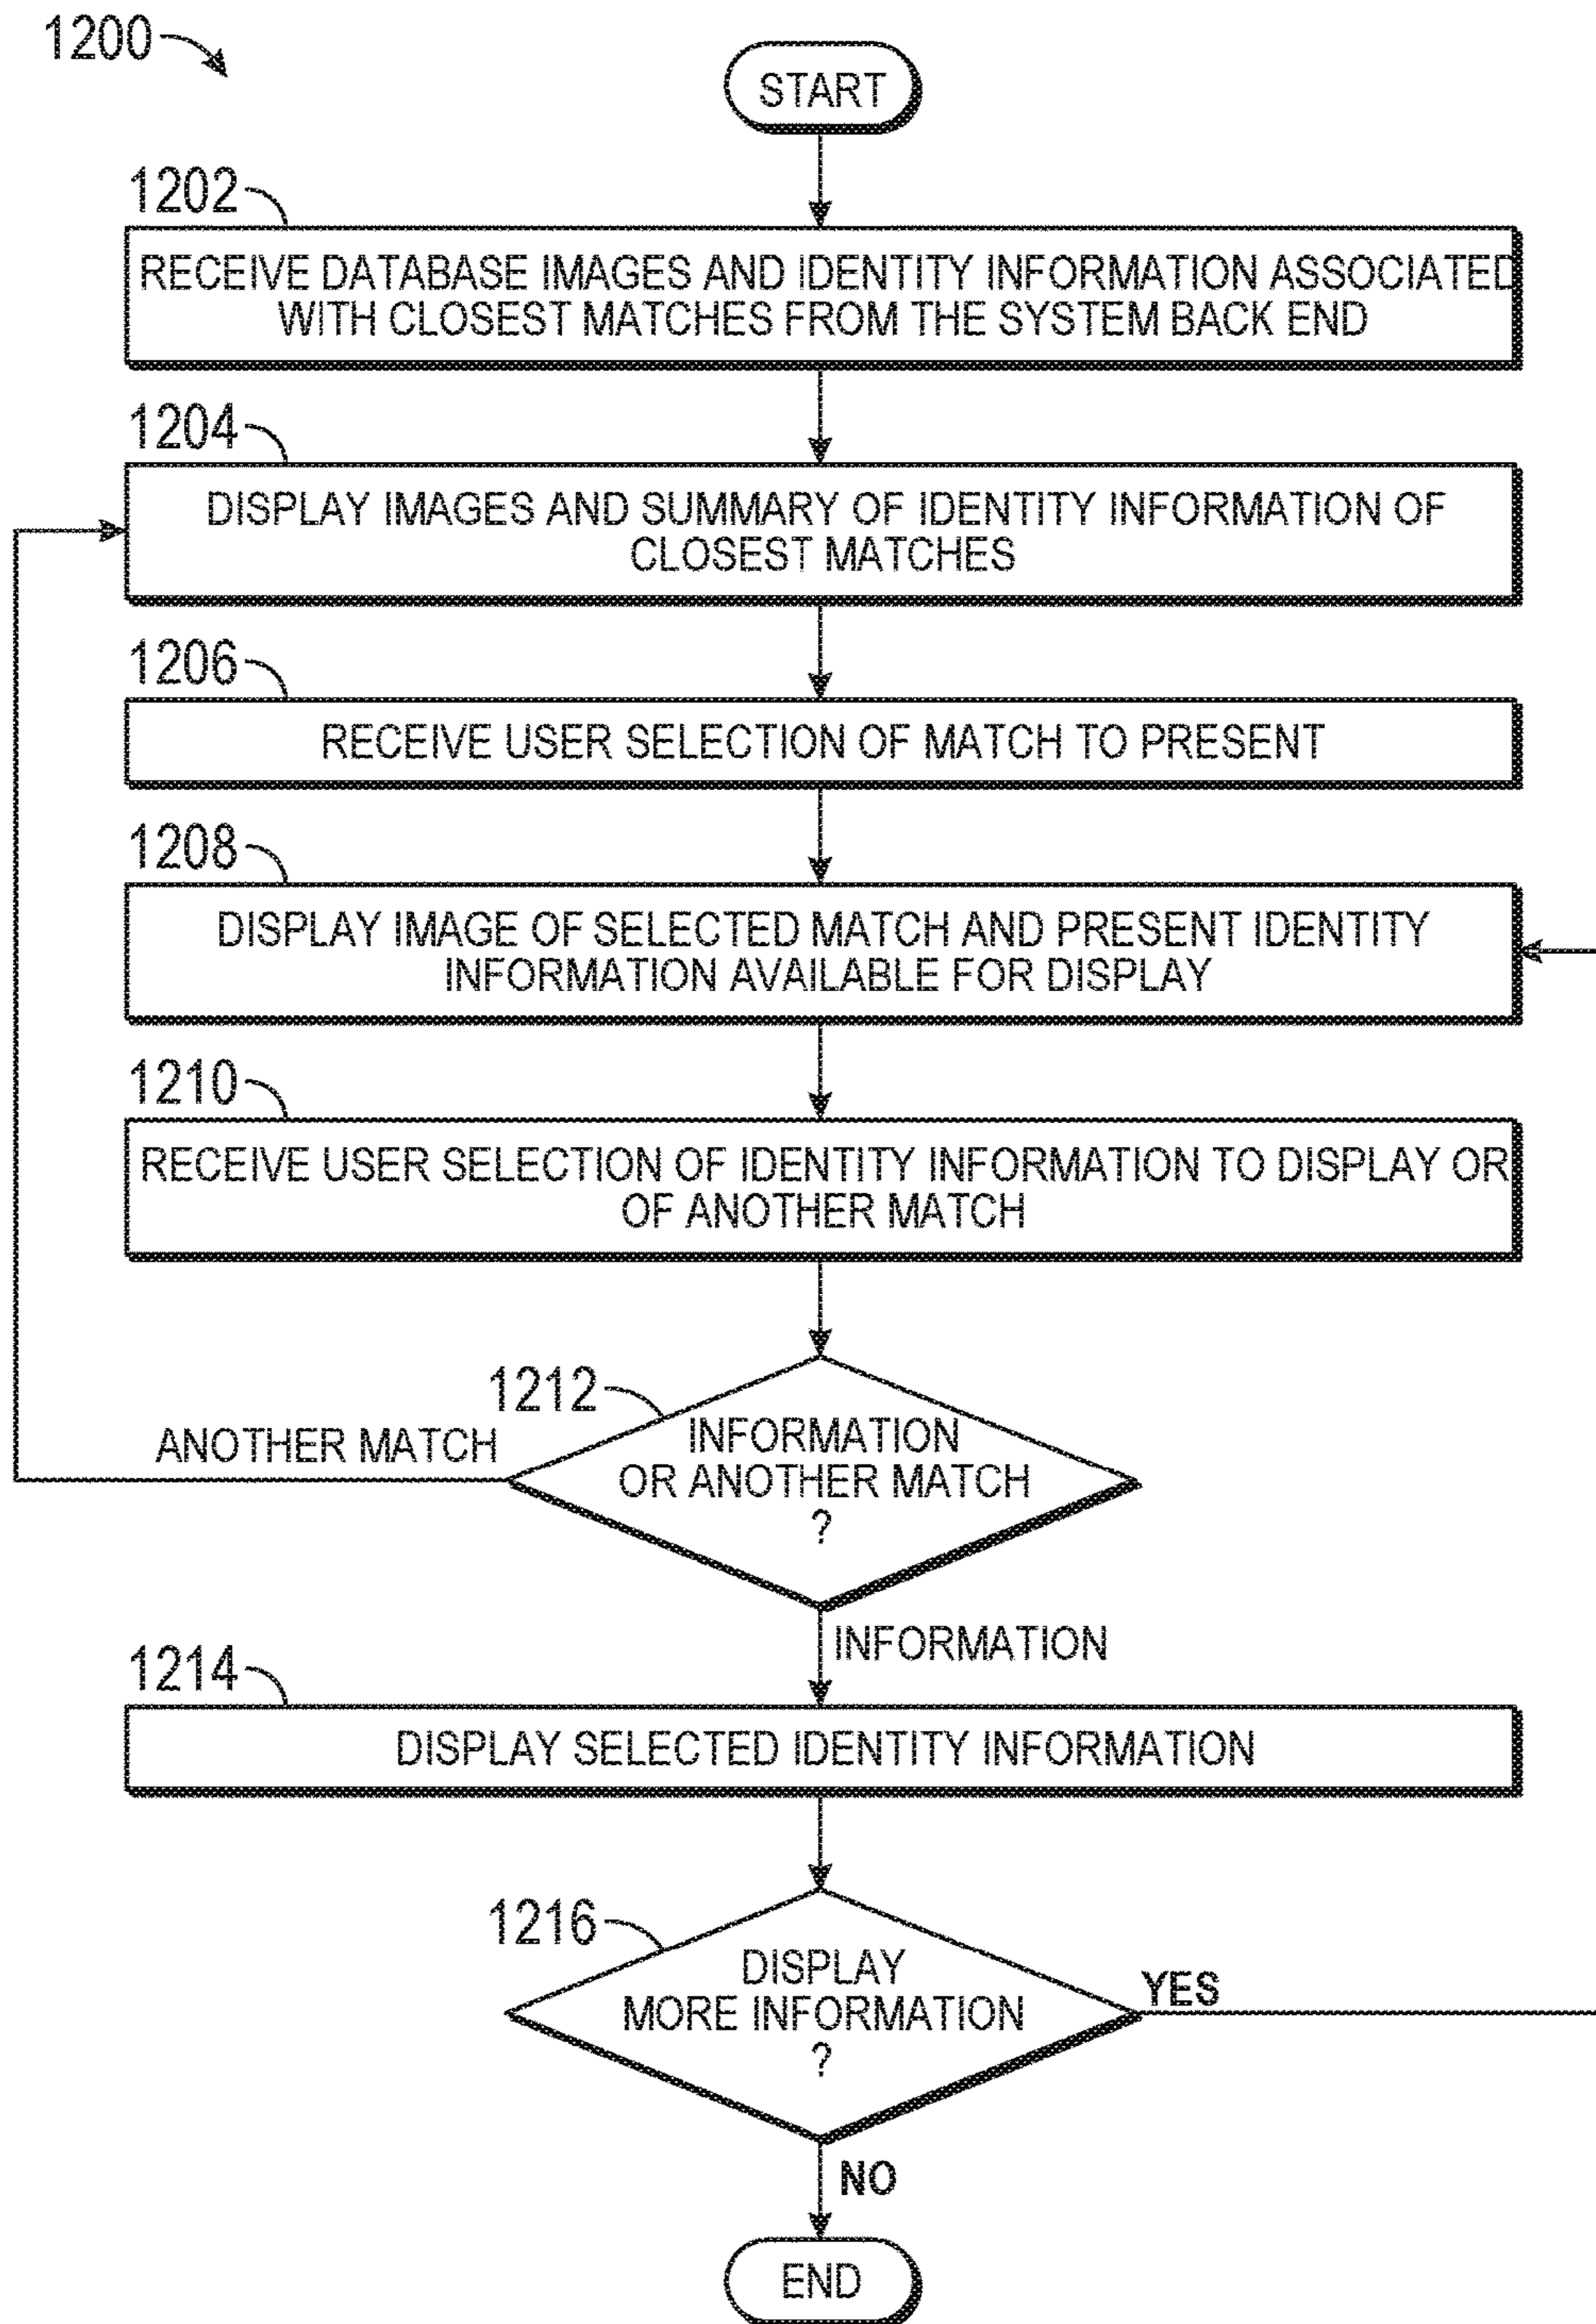 1200
START
1202
RECEIVE DATABASE IMAGES AND IDENTITY INFORMATION ASSOCIATED
WITH CLOSEST MATCHES FROM THE SYSTEM BACK END
1204
DISPLAY IMAGES AND SUMMARY OF IDENTITY INFORMATION OF
CLOSEST MATCHES
1206
RECEIVE USER SELECTION OF MATCH TO PRESENT
1208
DISPLAY IMAGE OF SELECTED MATCH AND PRESENT IDENTITY
INFORMATION AVAILABLE FOR DISPLAY
1210
RECEIVE USER SELECTION OF IDENTITY INFORMATION TO DISPLAY OR
OF ANOTHER MATCH
1212
ANOTHER MATCH
INFORMATION
OR ANOTHER MATCH
?
INFORMATION
1214
DISPLAY SELECTED IDENTITY INFORMATION
1216
DISPLAY
MORE INFORMATION
?
YES
NO
END